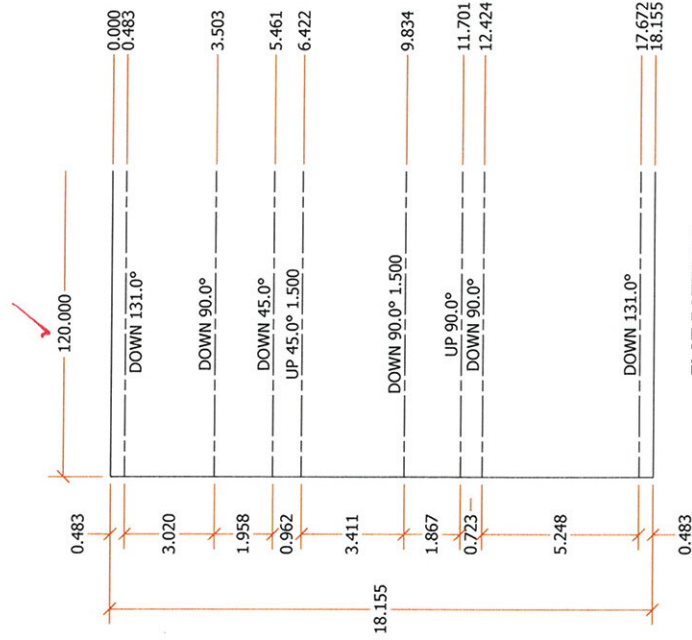 120.000
0.000
0.483
3.503
5.461
6.422
9.834
11.701
12.424
17.672
18.155
DOWN 131.0°
DOWN 90.0°
DOWN 45.0°
UP 45.0° 1.500
DOWN 90.0° 1.500
UP 90.0°
DOWN 90.0°
DOWN 131.0°
0.483
3.020
1.958
0.962
3.411
1.867
0.723
5.248
0.483
18.155